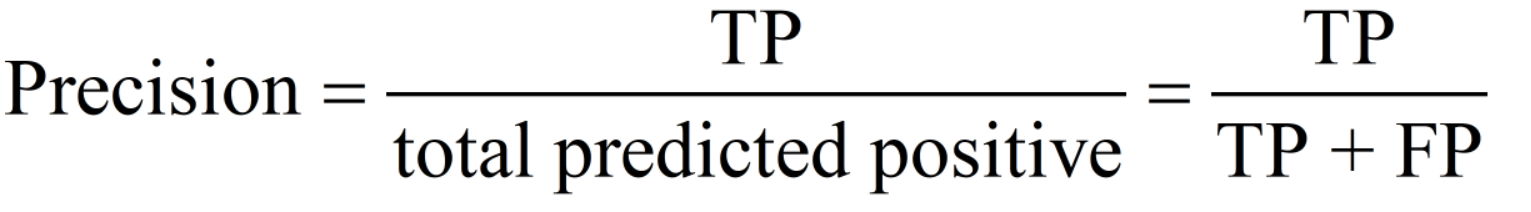 Precision = TP / total predicted positive = TP / TP + FP